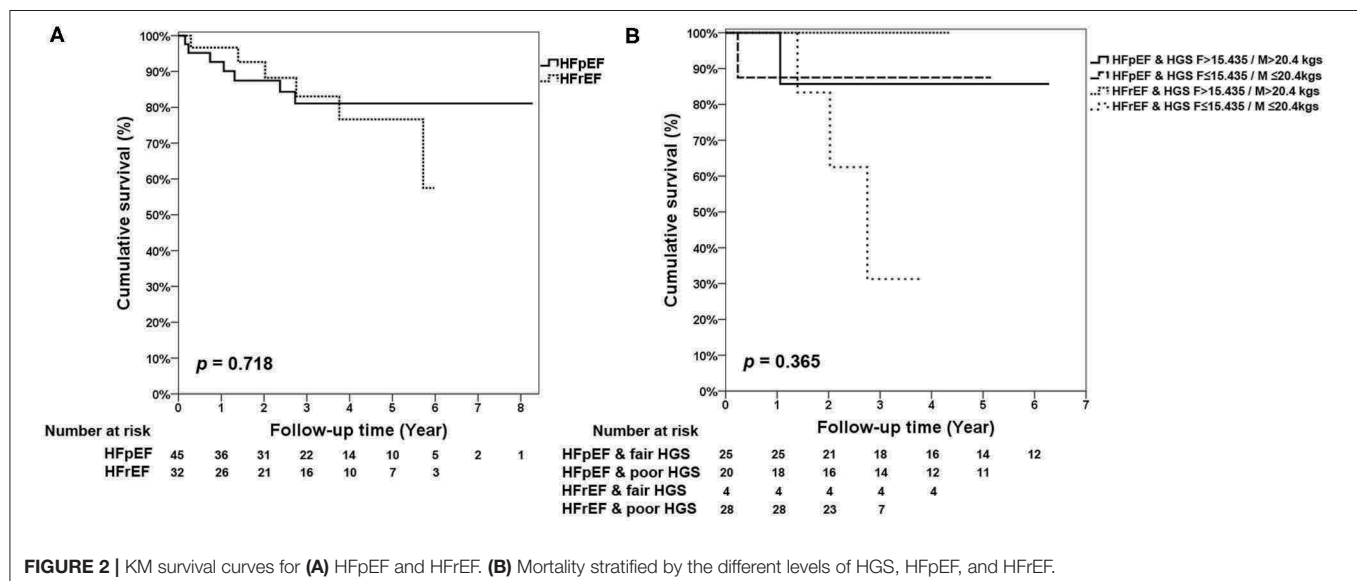 A
100%
90%
80%
70%
60%
50%
40%
30%
20%
10%
0%
Cumulative survival (%)
HFpEF
HFrEF
p = 0.718
0 1 2 3 4 5 6 7 8
Number at risk Follow-up time (Year)
HFpEF 45 36 31 22 14 10 5 2 1
HFrEF 32 26 21 16 10 7 3
B
100%
90%
80%
70%
60%
50%
40%
30%
20%
10%
0%
Cumulative survival (%)
HFpEF & HGS F>15.435 / M>20.4 kgs
HFpEF & HGS F≤15.435 / M ≤20.4kgs
HFrEF & HGS F>15.435 / M>20.4 kgs
HFrEF & HGS F≤15.435 / M ≤20.4kgs
p = 0.365
0 1 2 3 4 5 6 7
Number at risk Follow-up time (Year)
HFpEF & fair HGS 25 25 21 18 16 14 12
HFpEF & poor HGS 20 18 16 14 12 11
HFrEF & fair HGS 4 4 4 4 4
HFrEF & poor HGS 28 28 23 7
FIGURE 2 | KM survival curves for (A) HFpEF and HFrEF. (B) Mortality stratified by the different levels of HGS, HFpEF, and HFrEF.